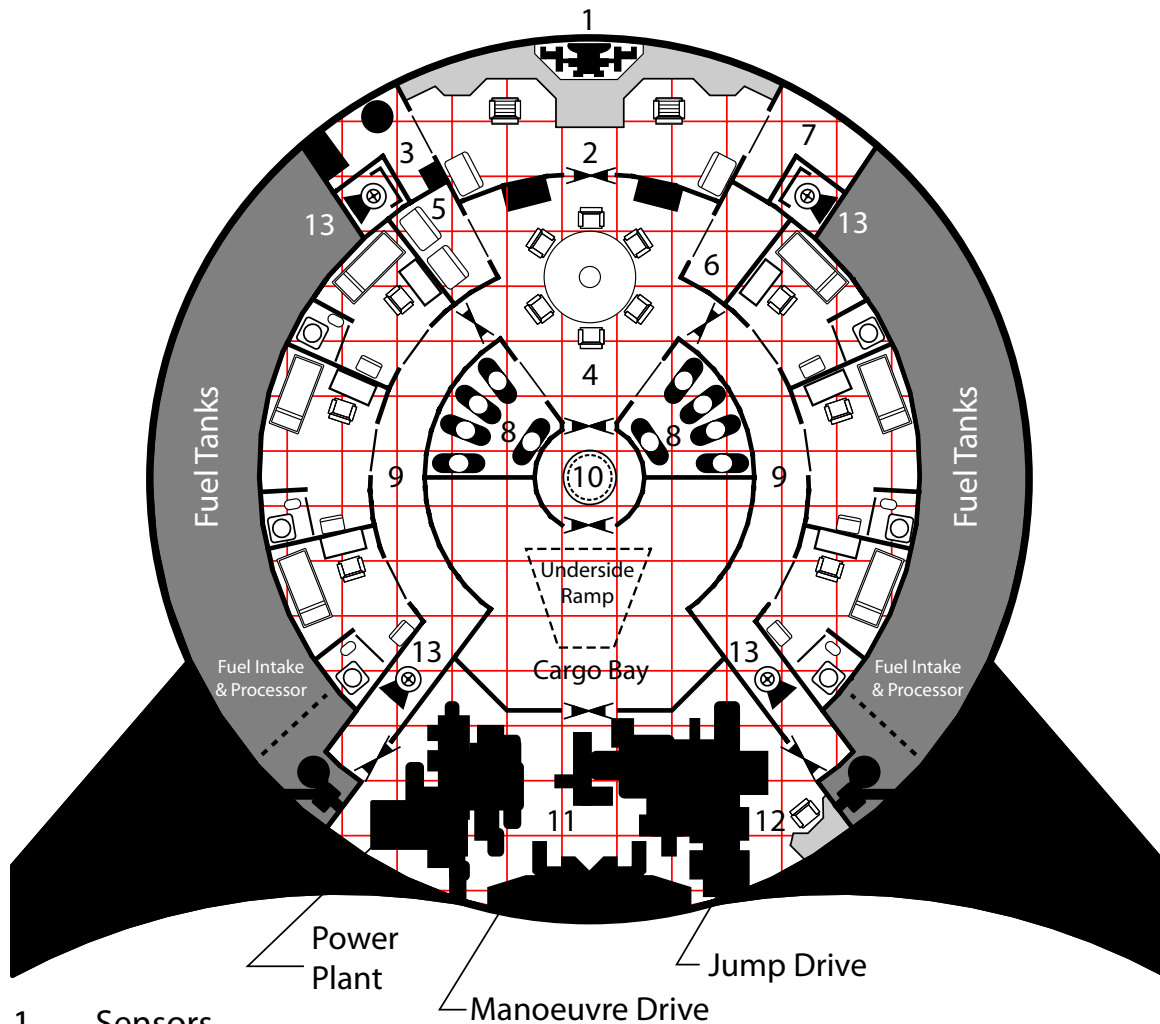 1
2
3
7
5
13
13
6
4
Fuel Tanks
Fuel Tanks
8
8
9
10
9
Underside
Ramp
13
13
Cargo Bay
Fuel Intake
& Processor
Fuel Intake
& Processor
11
12
Power
Plant
Jump Drive
Manoeuvre Drive
1 Sensors